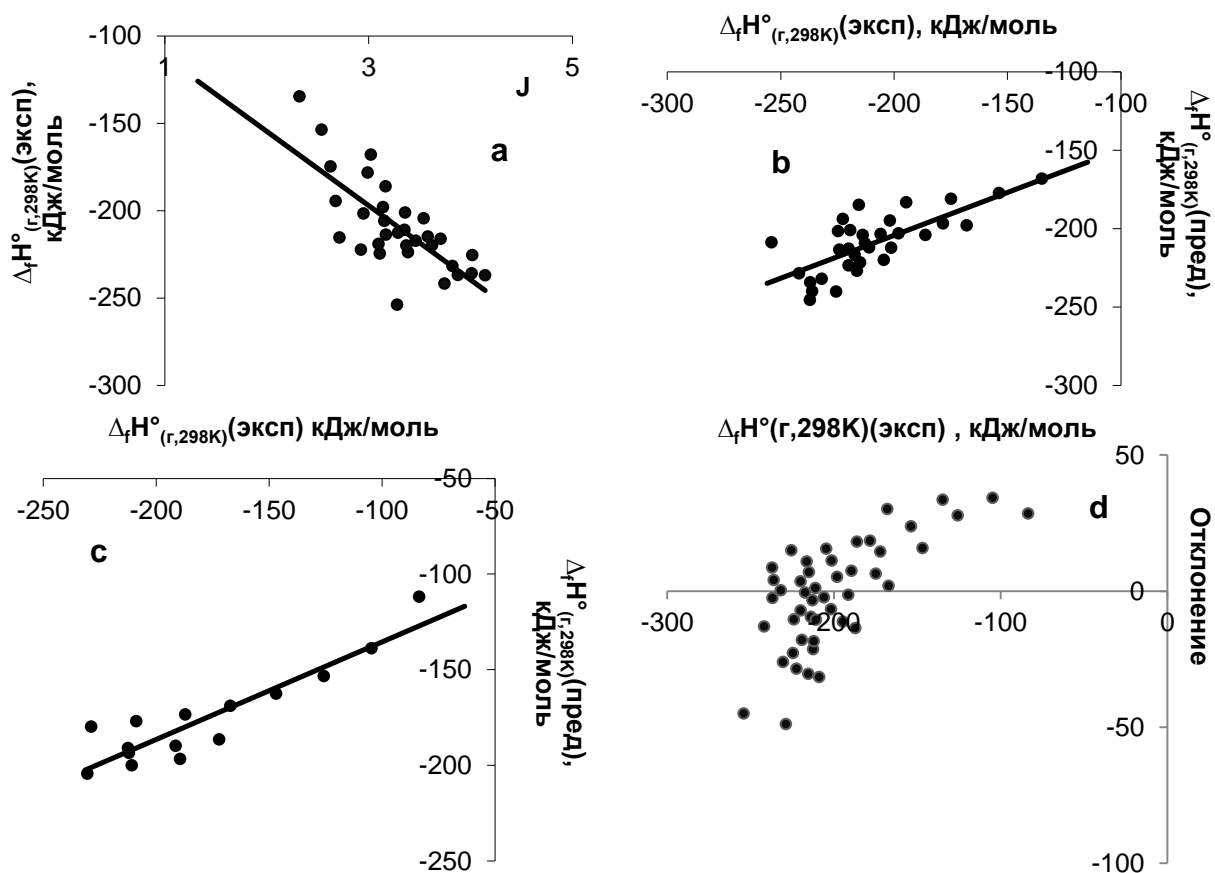 -100
1
3
5
J
a
-150
-200
-250
-300
ΔfH°(г,298K)(эксп),
кДж/моль
ΔfH°(г,298K)(эксп), кДж/моль
-300
-250
-200
-150
-100
-100
b
-150
-200
-250
-300
ΔfH°(г,298K)(пред),
кДж/моль
ΔfH°(г,298K)(эксп) кДж/моль
-50
-250
-200
-150
-100
-50
c
-100
-150
-200
-250
ΔfH°(г,298K)(пред),
кДж/моль
ΔfH°(г,298K)(эксп) , кДж/моль
50
d
0
-300
-200
-100
0
-50
-100
Отклонение